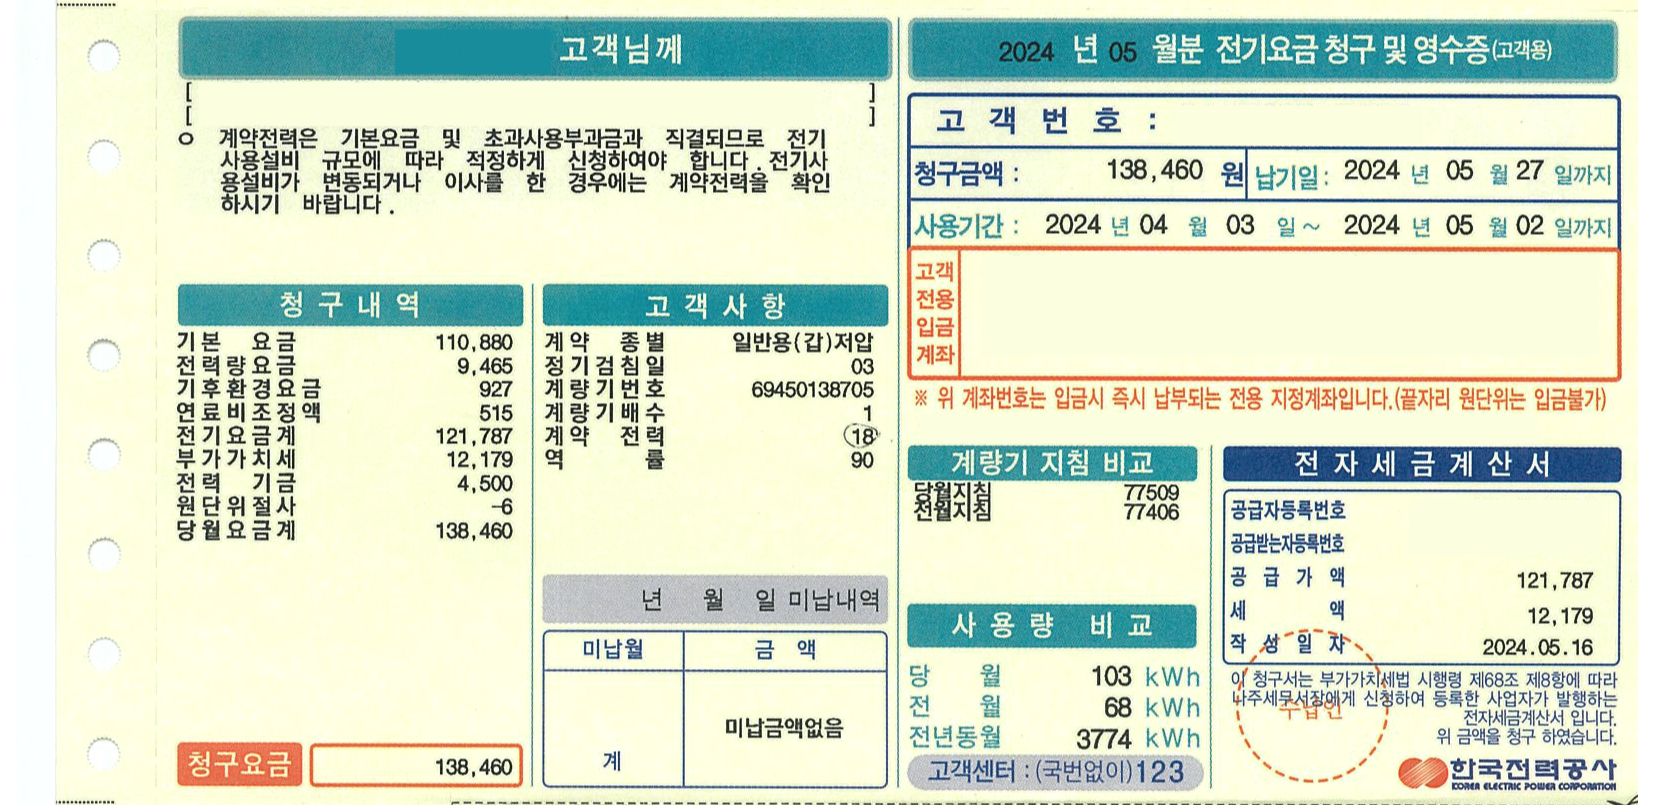 고객님께
[ ]
[ ]
ㅇ 계약전력은 기본요금 및 초과사용부과금과 직결되므로 전기
사용설비 규모에 따라 적정하게 신청하여야 합니다.전기사
용설비가 변동되거나 이사를 한 경우에는 계약전력을 확인
하시기 바랍니다.
청구내역
기본 요금 110,880
전력량요금 9,465
기후환경요금 927
연료비조정액 515
전기요금계 121,787
부가가치세 12,179
전력 기금 4,500
원단위절사 -6
당월요금계 138,460
청구요금 138,460
고객사항
계약 종별 일반용(갑)저압
정기검침일 03
계량기번호 69450138705
계량기배수 1
계약 전력 18
역률 90
년 월 일 미납내역
미납월 금액
미납금액없음
계
2024 년 05 월분 전기요금 청구 및 영수증(고객용)
고객번호 :
청구금액 : 138,460 원 납기일 : 2024 년 05 월 27 일까지
사용기간 : 2024 년 04 월 03 일 ~ 2024 년 05 월 02 일까지
고객
전용
입금
계좌
※ 위 계좌번호는 입금시 즉시 납부되는 전용 지정계좌입니다.(끝자리 원단위는 입금불가)
계량기 지침 비교
당월지침 77509
전월지침 77406
사용량 비교
당 월 103 kWh
전 월 68 kWh
전년동월 3774 kWh
고객센터 : (국번없이)123
전자세금계산서
공급자등록번호
공급받는자등록번호
공급가액 121,787
세액 12,179
작성일자 2024.05.16
이 청구서는 부가가치세법 시행령 제68조 제8항에 따라
나주세무서장에게 신청하여 등록한 사업자가 발행하는
전자세금계산서 입니다.
위 금액을 청구 하였습니다.
수납인
한국전력공사
KOREA ELECTRIC POWER CORPORATION